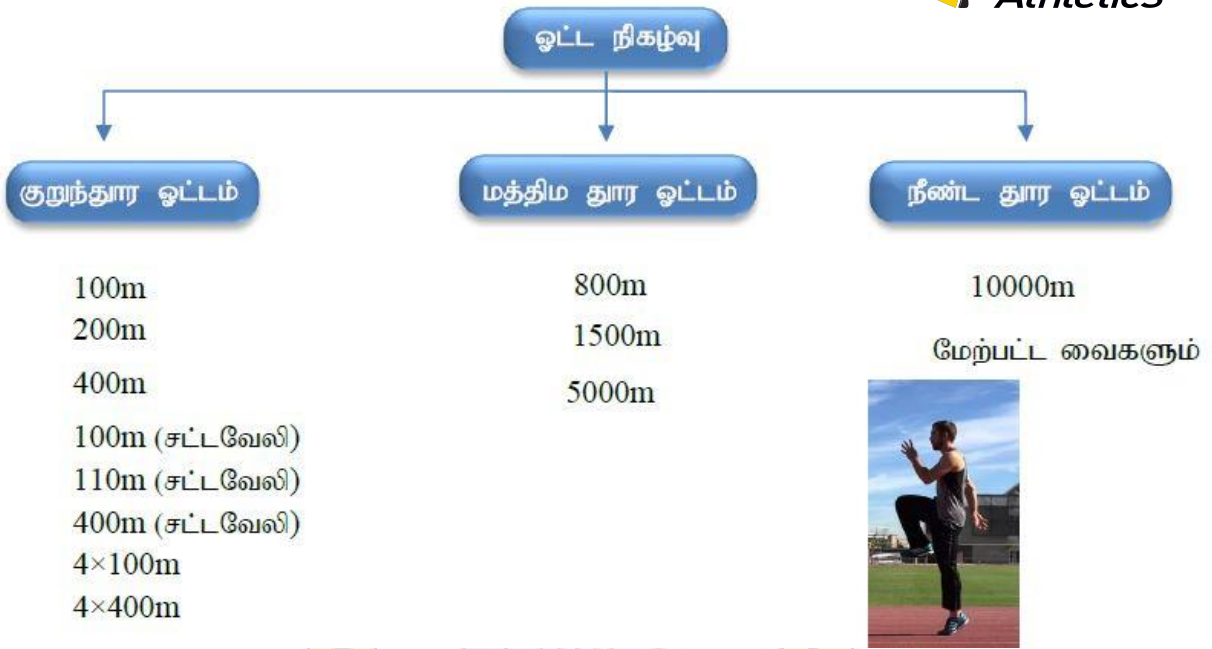 Athletics
ஓட்ட நிகழ்வு
குறுந்துார ஓட்டம்
100m
200m
400m
100m (சட்டவேலி)
110m (சட்டவேலி)
400m (சட்டவேலி)
4×100m
4×400m
மத்திம துார ஓட்டம்
800m
1500m
5000m
நீண்ட துார ஓட்டம்
10000m
மேற்பட்ட வைகளும்